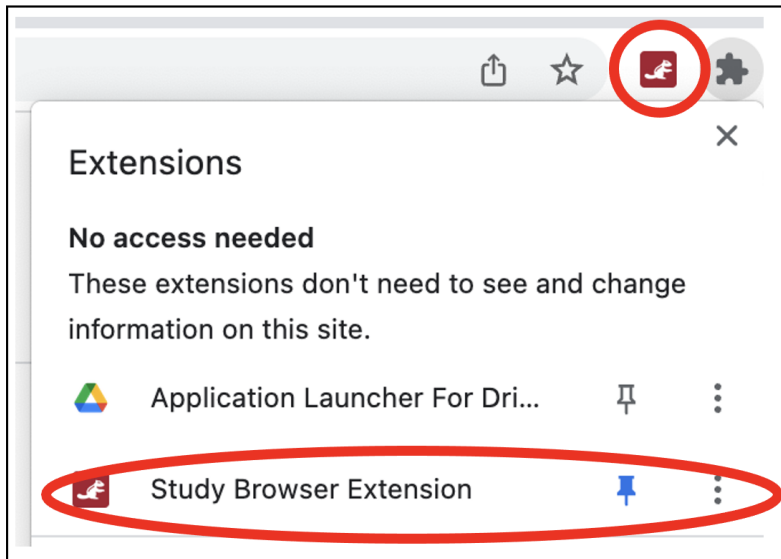 Extensions
No access needed
These extensions don't need to see and change
information on this site.
Application Launcher For Dri...
Study Browser Extension